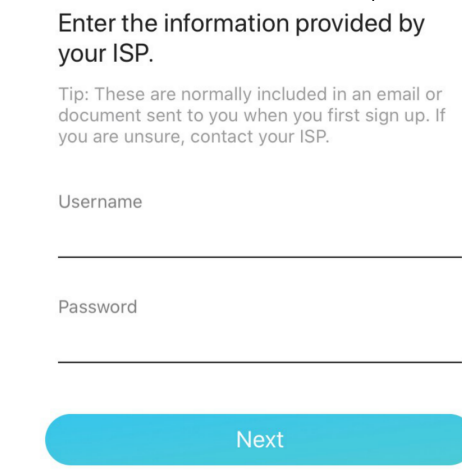 Enter the information provided by
your ISP.
Tip: These are normally included in an email or
document sent to you when you first sign up. If
you are unsure, contact your ISP.
Username
Password
Next